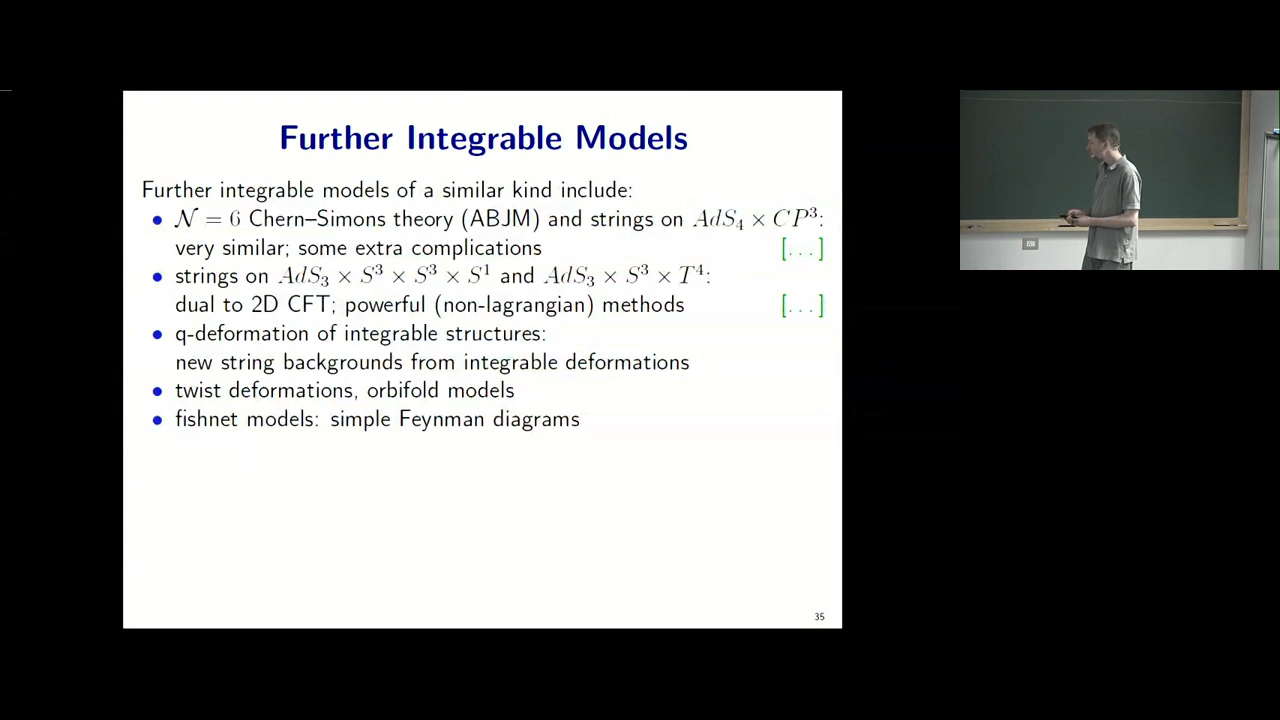 Further Integrable Models
Further integrable models of a similar kind include:
• 𝒩 = 6 Chern–Simons theory (ABJM) and strings on AdS₄ × CP³:
very similar; some extra complications [...]
• strings on AdS₃ × S³ × S³ × S¹ and AdS₃ × S³ × T⁴:
dual to 2D CFT; powerful (non-lagrangian) methods [...]
• q-deformation of integrable structures:
new string backgrounds from integrable deformations
• twist deformations, orbifold models
• fishnet models: simple Feynman diagrams
35